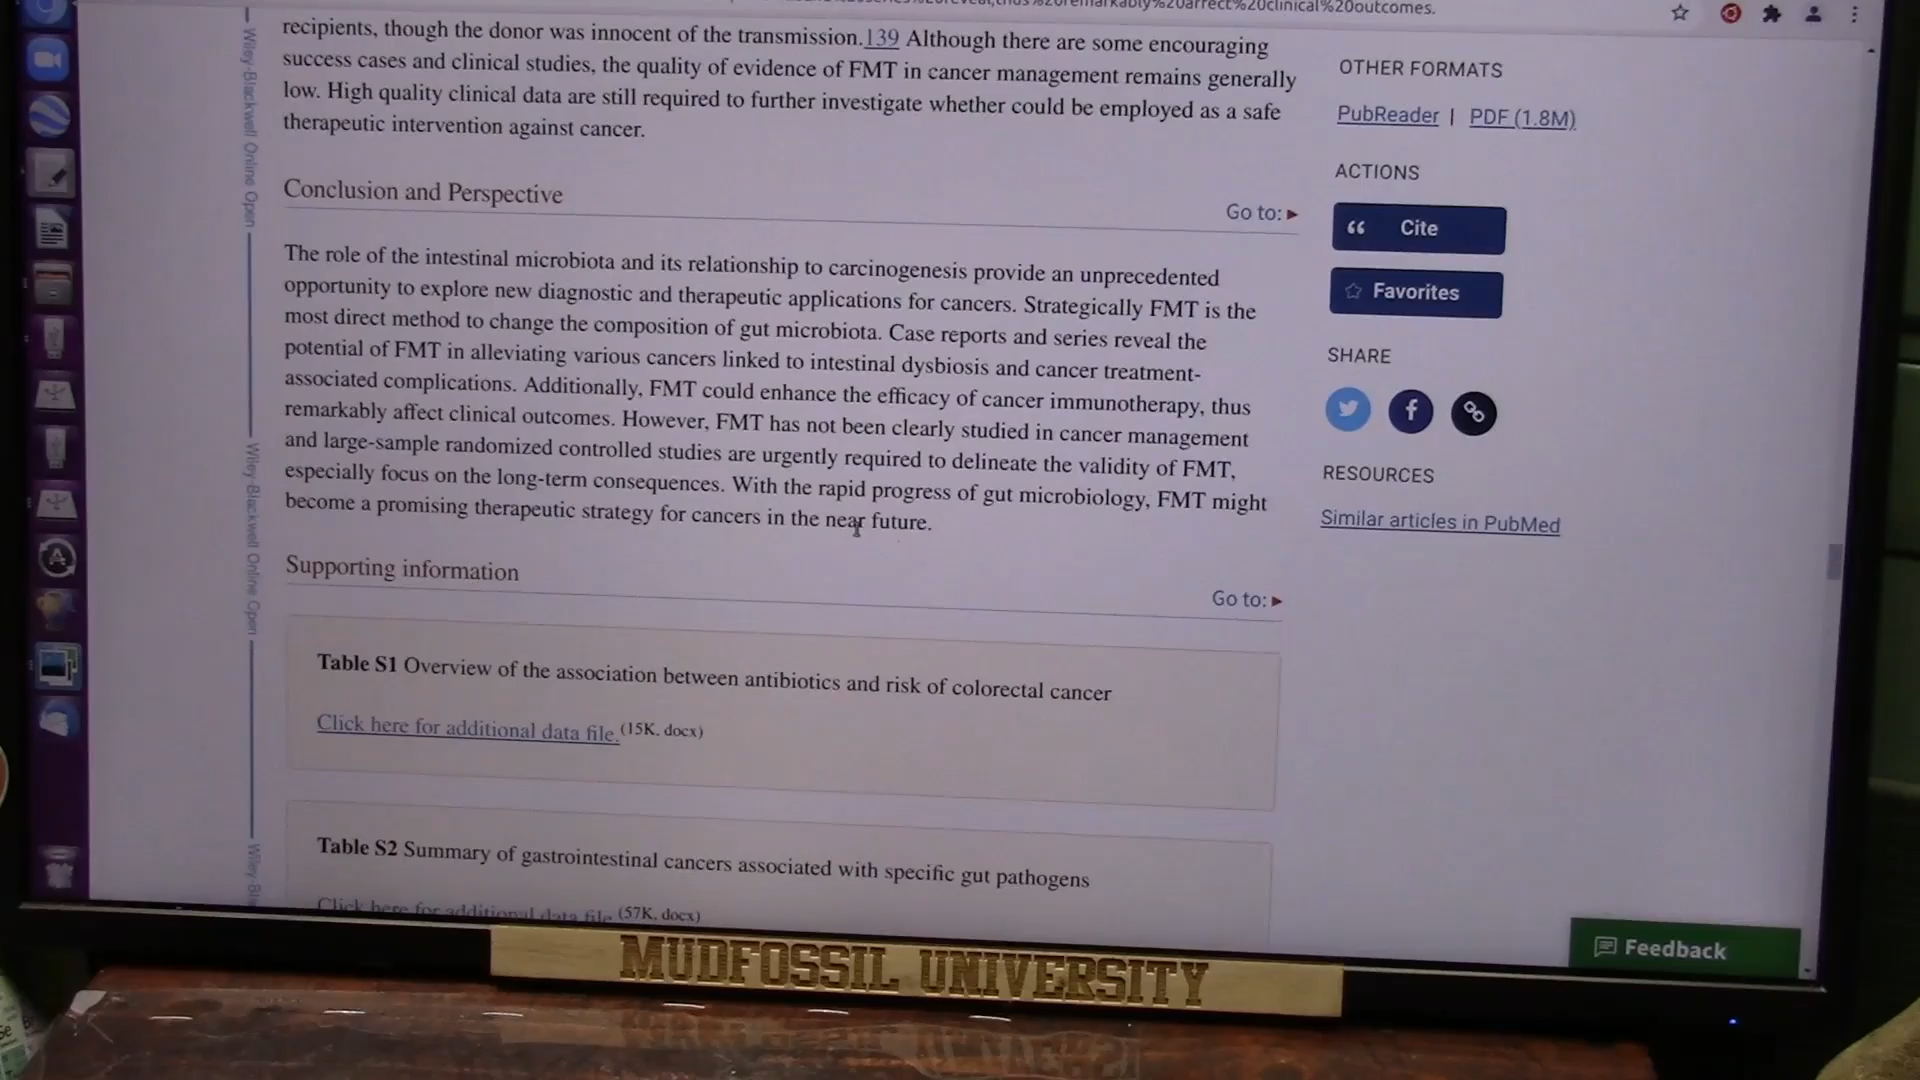 arrect%20clinical%20outcomes.
recipients, though the donor was innocent of the transmission.139 Although there are some encouraging
success cases and clinical studies, the quality of evidence of FMT in cancer management remains generally
low. High quality clinical data are still required to further investigate whether could be employed as a safe
therapeutic intervention against cancer.
Conclusion and Perspective
Go to: ▸
The role of the intestinal microbiota and its relationship to carcinogenesis provide an unprecedented
opportunity to explore new diagnostic and therapeutic applications for cancers. Strategically FMT is the
most direct method to change the composition of gut microbiota. Case reports and series reveal the
potential of FMT in alleviating various cancers linked to intestinal dysbiosis and cancer treatment-
associated complications. Additionally, FMT could enhance the efficacy of cancer immunotherapy, thus
remarkably affect clinical outcomes. However, FMT has not been clearly studied in cancer management
and large-sample randomized controlled studies are urgently required to delineate the validity of FMT,
especially focus on the long-term consequences. With the rapid progress of gut microbiology, FMT might
become a promising therapeutic strategy for cancers in the near future.
Supporting information
Go to: ▸
Table S1 Overview of the association between antibiotics and risk of colorectal cancer
Click here for additional data file. (15K, docx)
Table S2 Summary of gastrointestinal cancers associated with specific gut pathogens
Click here for additional data file. (57K, docx)
Wiley-Blackwell Online Open
Wiley-Blackwell Online Open
Wiley-Bl
OTHER FORMATS
PubReader | PDF (1.8M)
ACTIONS
Cite
Favorites
SHARE
RESOURCES
Similar articles in PubMed
Feedback
MUDFOSSIL UNIVERSITY